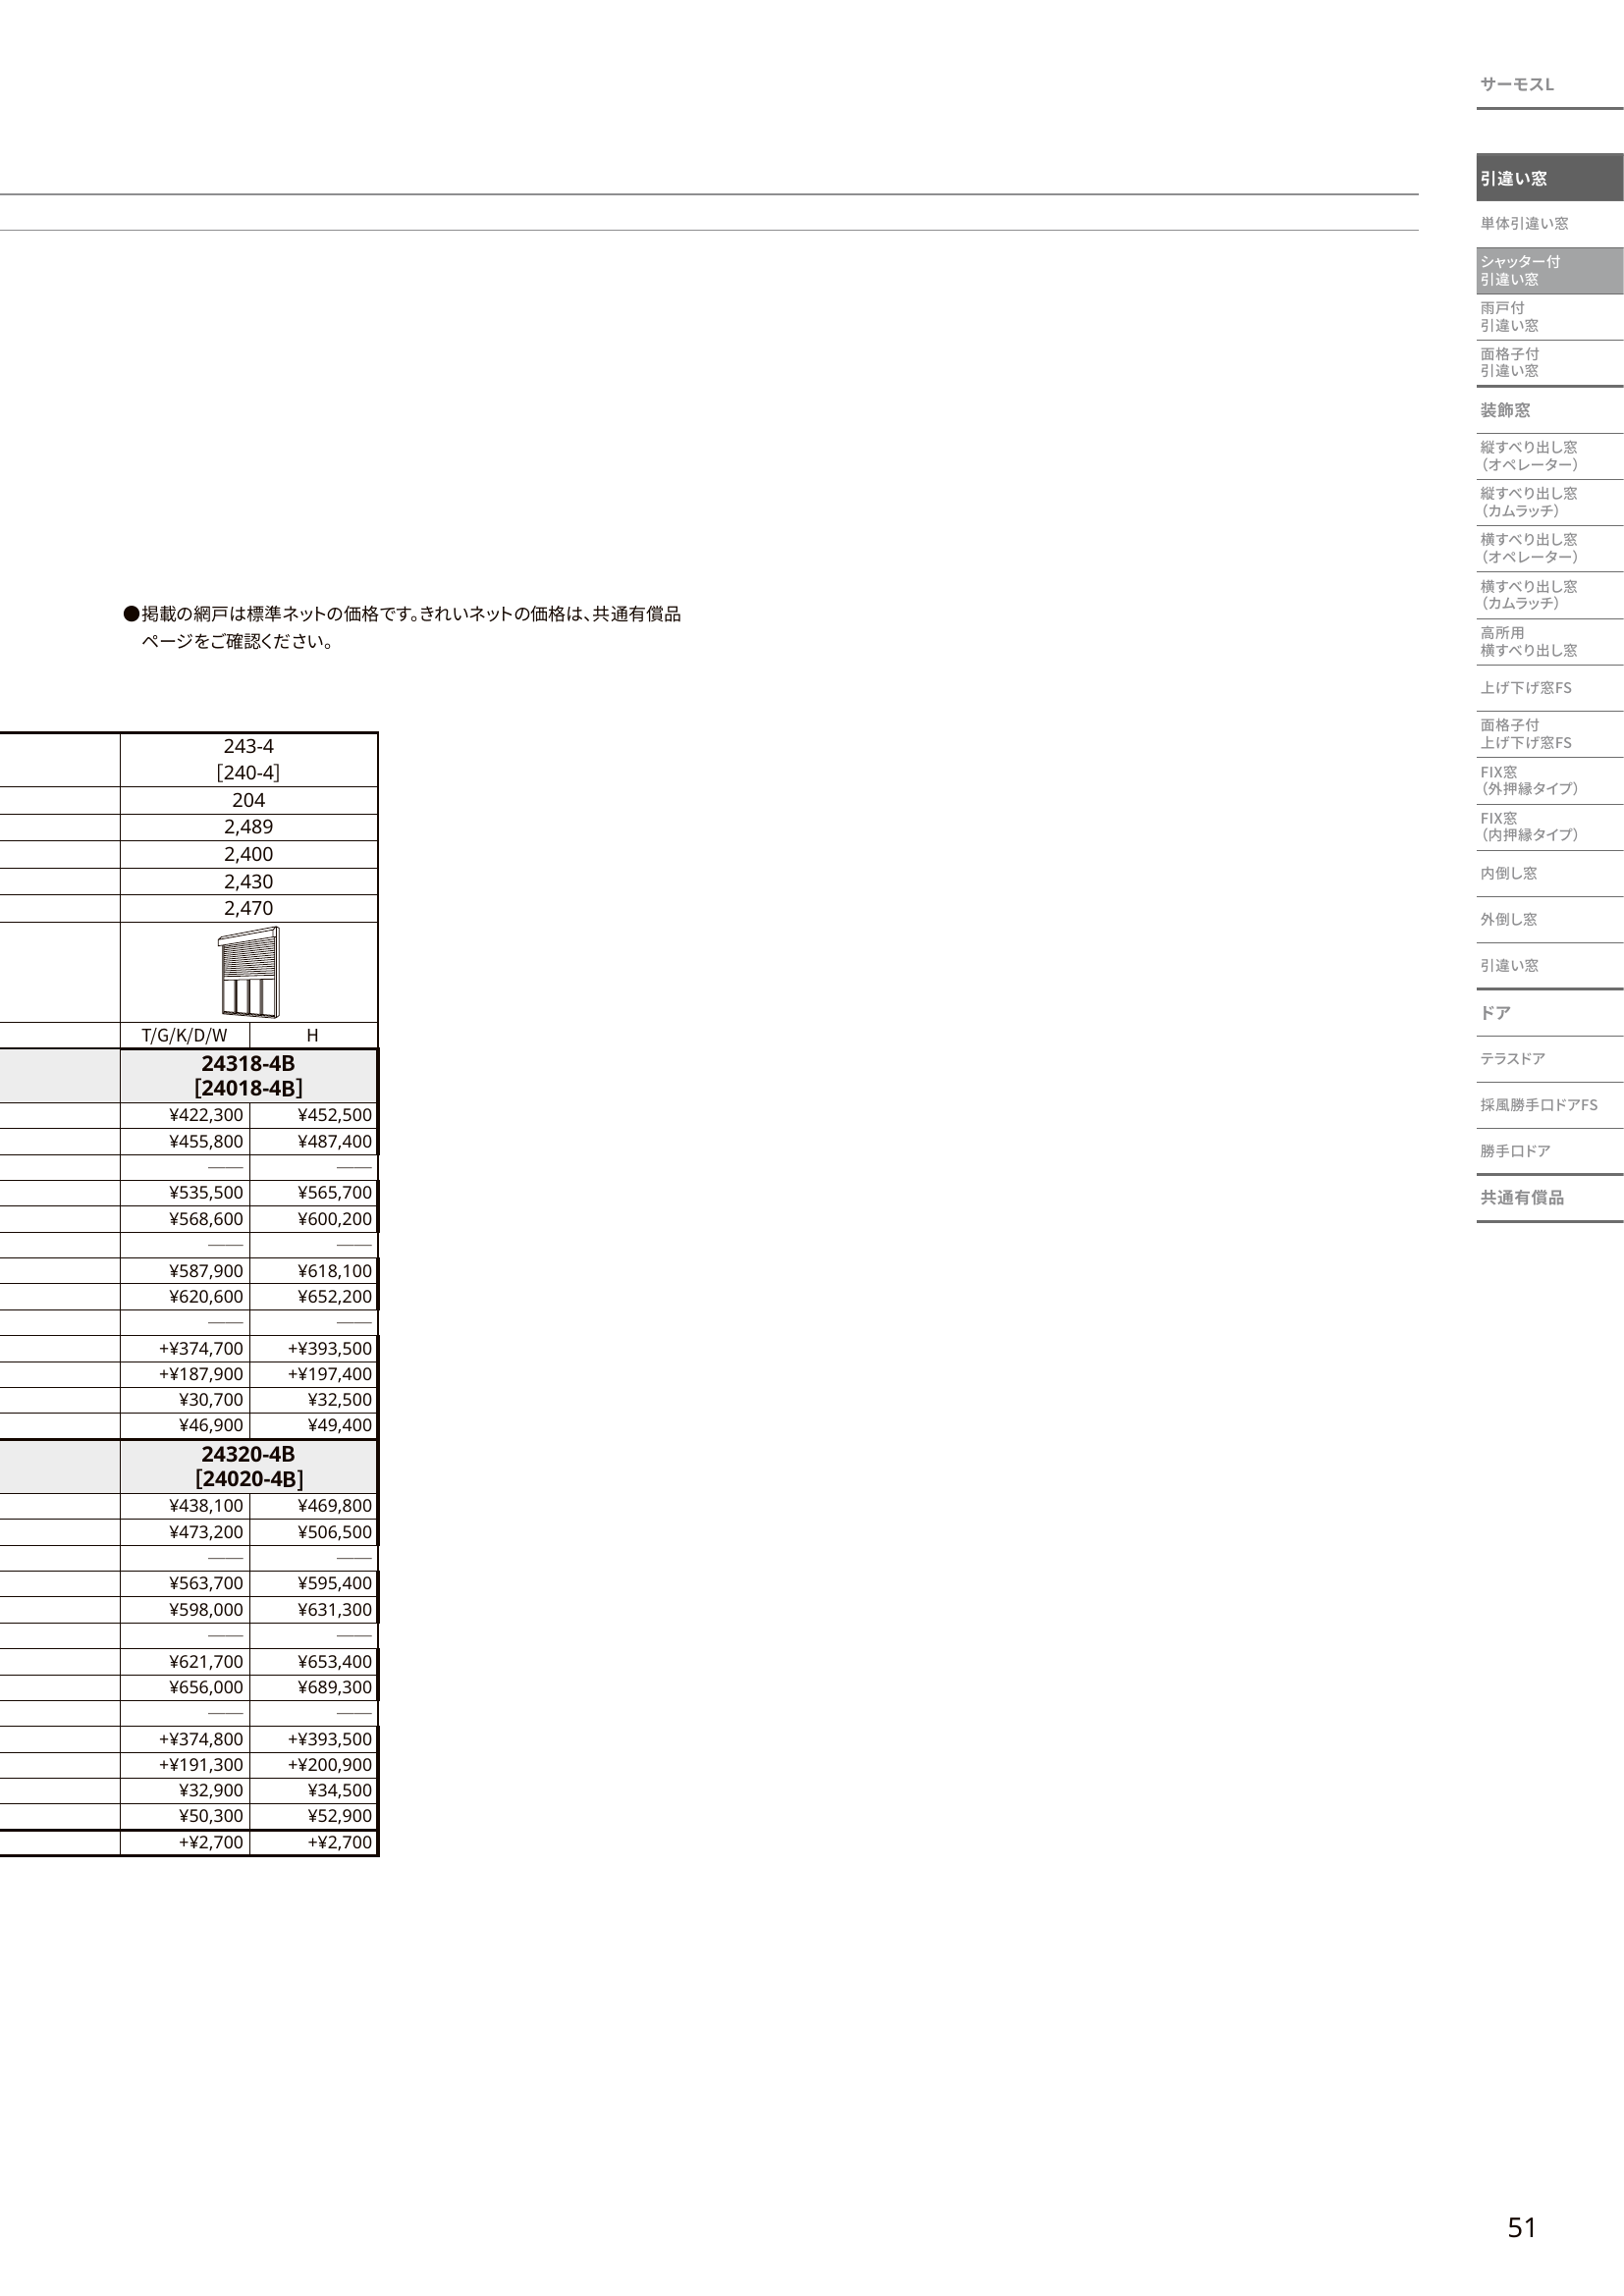 サーモスL
引違い窓
単体引違い窓
シャッター付
引違い窓
雨戸付
引違い窓
面格子付
引違い窓
装飾窓
縦すべり出し窓
（オペレーター）
縦すべり出し窓
（カムラッチ）
横すべり出し窓
（オペレーター）
横すべり出し窓
（カムラッチ）
高所用
横すべり出し窓
上げ下げ窓FS
面格子付
上げ下げ窓FS
FIX窓
（外押縁タイプ）
FIX窓
（内押縁タイプ）
内倒し窓
外倒し窓
引違い窓
ドア
テラスドア
採風勝手口ドアFS
勝手口ドア
共通有償品
●掲載の網戸は標準ネットの価格です。きれいネットの価格は、共通有償品
ページをご確認ください。
243-4
［240-4］
204
2,489
2,400
2,430
2,470
T/G/K/D/W H
24318-4B
［24018-4B］
¥422,300 ¥452,500
¥455,800 ¥487,400
—— ——
¥535,500 ¥565,700
¥568,600 ¥600,200
—— ——
¥587,900 ¥618,100
¥620,600 ¥652,200
—— ——
+¥374,700 +¥393,500
+¥187,900 +¥197,400
¥30,700 ¥32,500
¥46,900 ¥49,400
24320-4B
［24020-4B］
¥438,100 ¥469,800
¥473,200 ¥506,500
—— ——
¥563,700 ¥595,400
¥598,000 ¥631,300
—— ——
¥621,700 ¥653,400
¥656,000 ¥689,300
—— ——
+¥374,800 +¥393,500
+¥191,300 +¥200,900
¥32,900 ¥34,500
¥50,300 ¥52,900
+¥2,700 +¥2,700
51